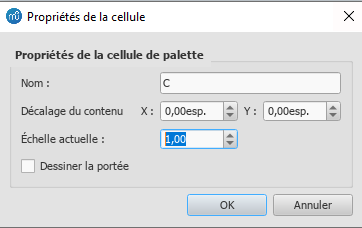 Propriétés de la cellule
Propriétés de la cellule de palette
Nom : C
Décalage du contenu X : 0,00esp. Y : 0,00esp.
Échelle actuelle : 1,00
Dessiner la portée
OK Annuler